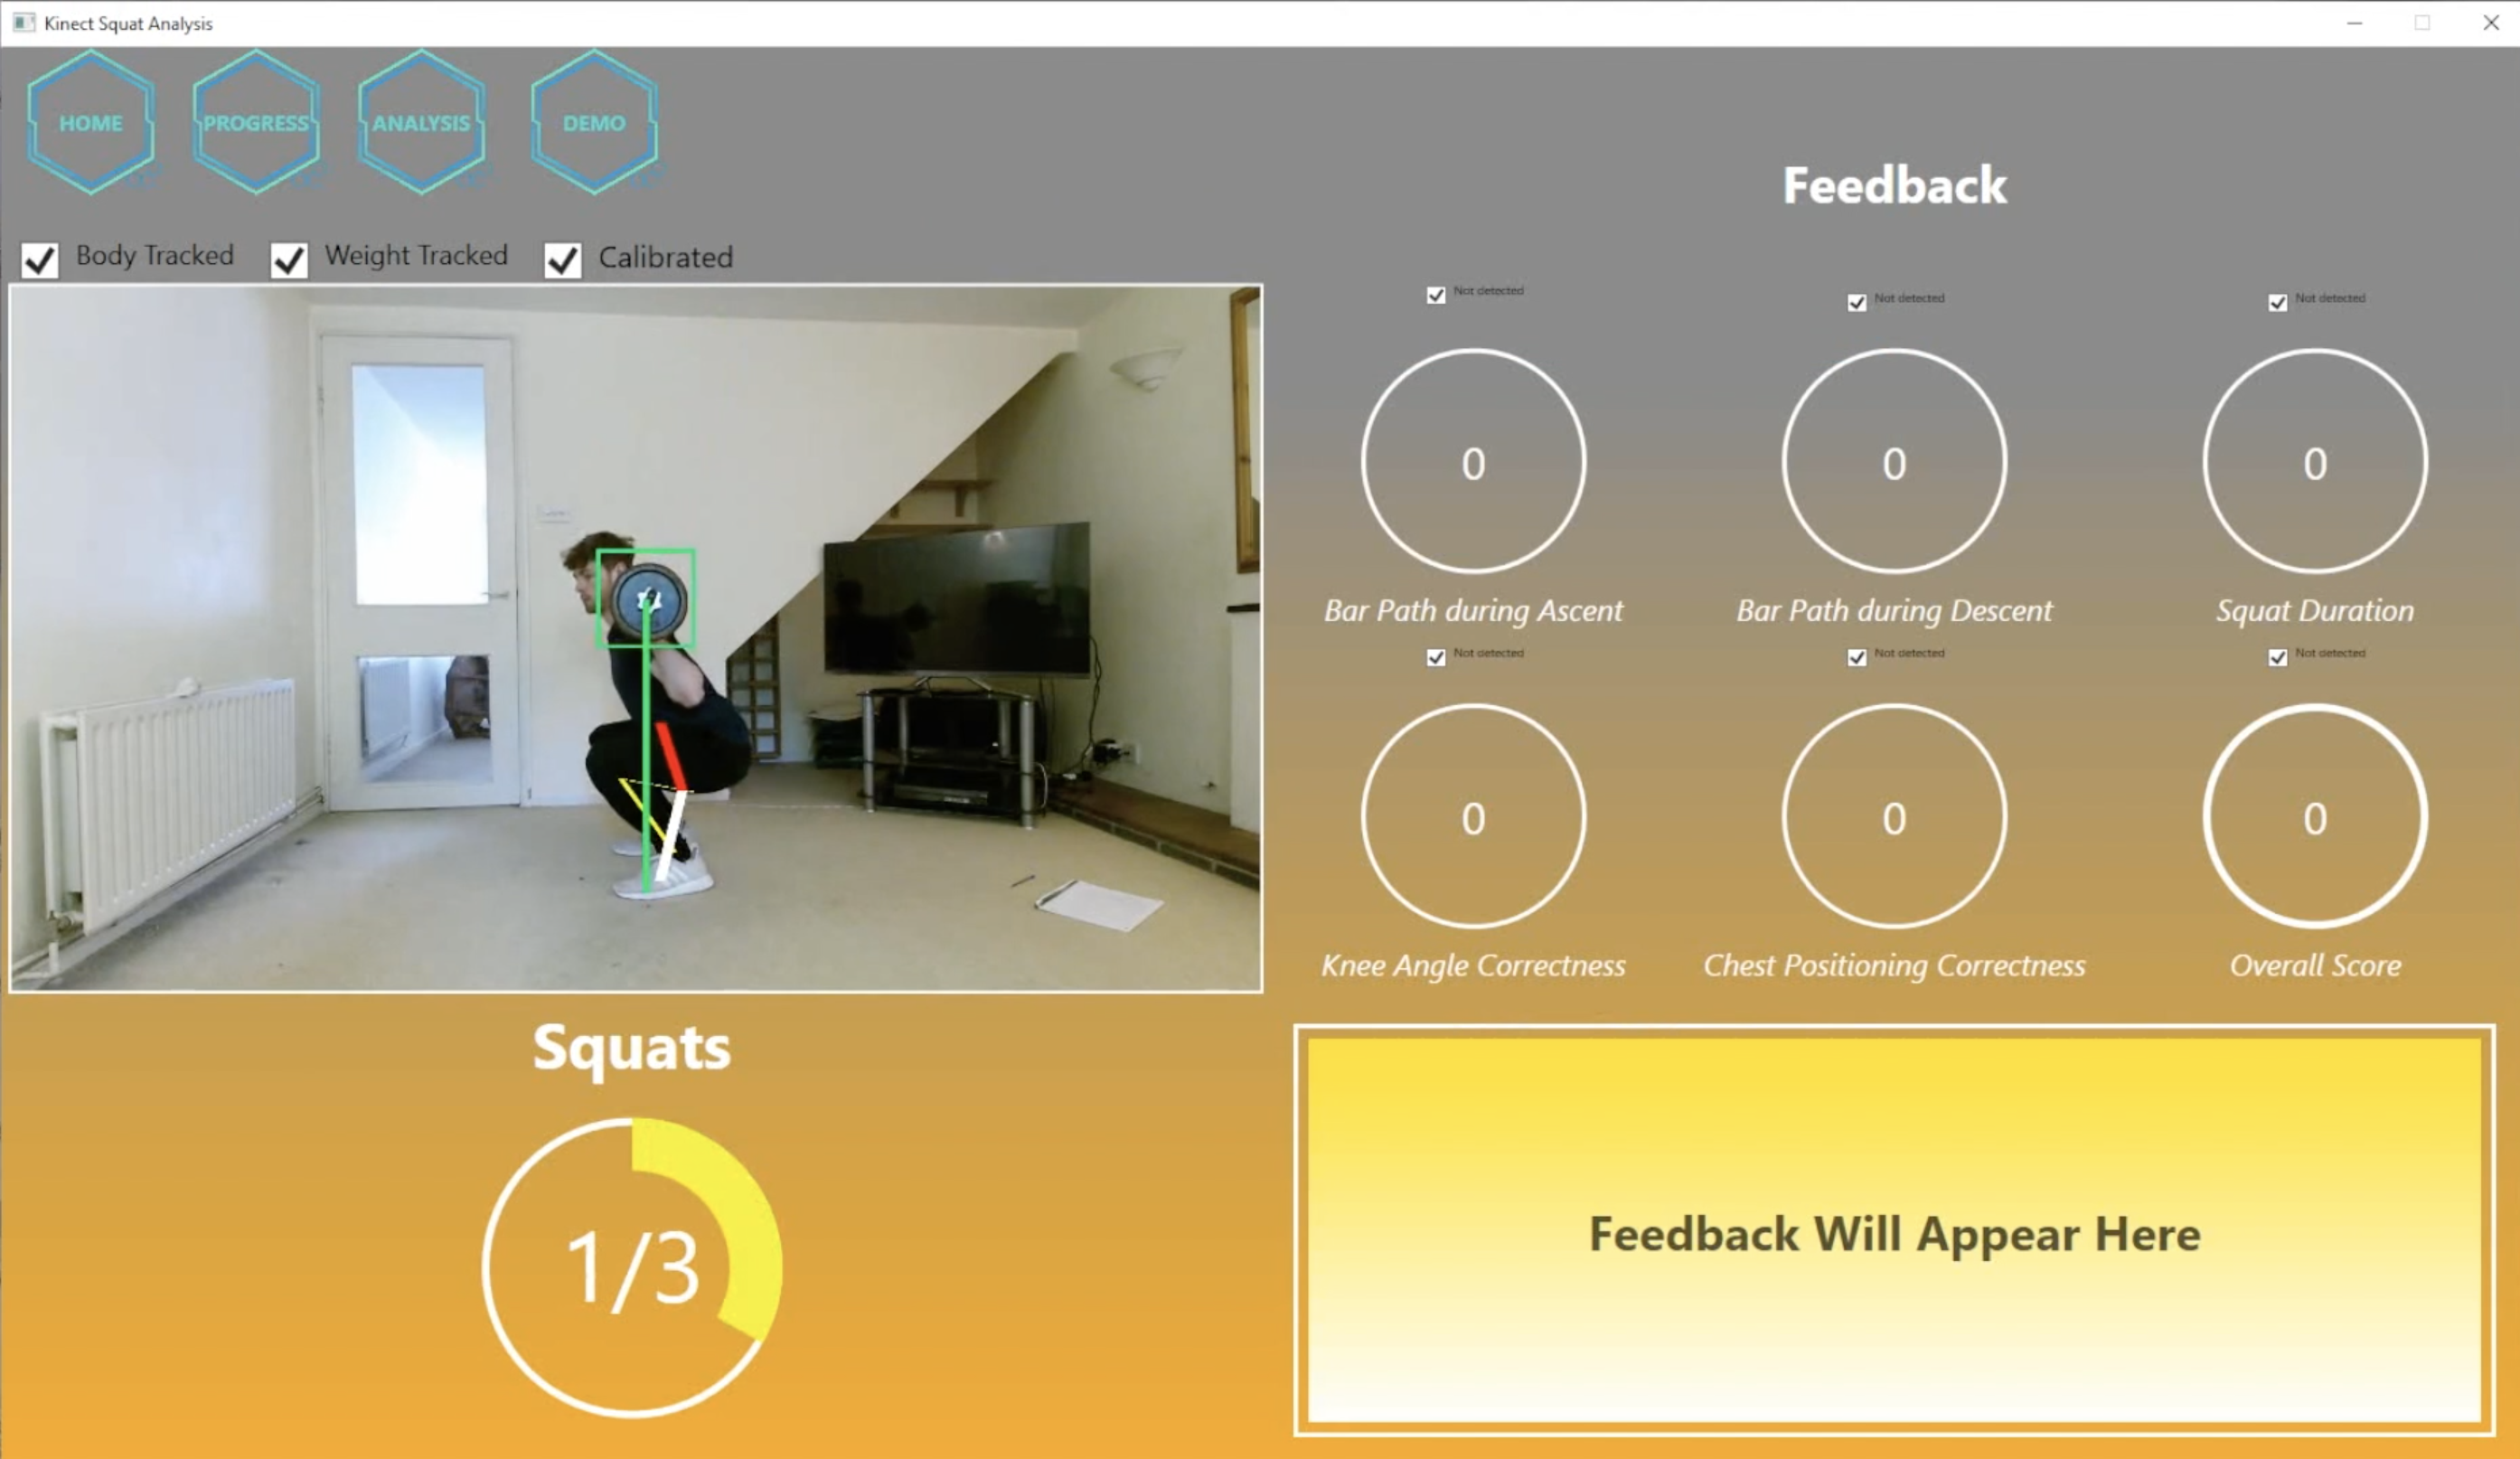 Kinect Squat Analysis
HOME
PROGRESS
ANALYSIS
DEMO
Feedback
Body Tracked
Weight Tracked
Calibrated
Not detected
Not detected
Not detected
0
0
0
Bar Path during Ascent
Bar Path during Descent
Squat Duration
Not detected
Not detected
Not detected
0
0
0
Knee Angle Correctness
Chest Positioning Correctness
Overall Score
Squats
1/3
Feedback Will Appear Here